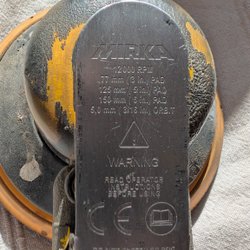 MIRKA
12000 RPM
77 mm (3 in.) PAD
125 mm (5 in.) PAD
150 mm (6 in.) PAD
5,0 mm (3/16 in.) ORBIT
WARNING
READ OPERATOR
INSTRUCTIONS
BEFORE USING
CE